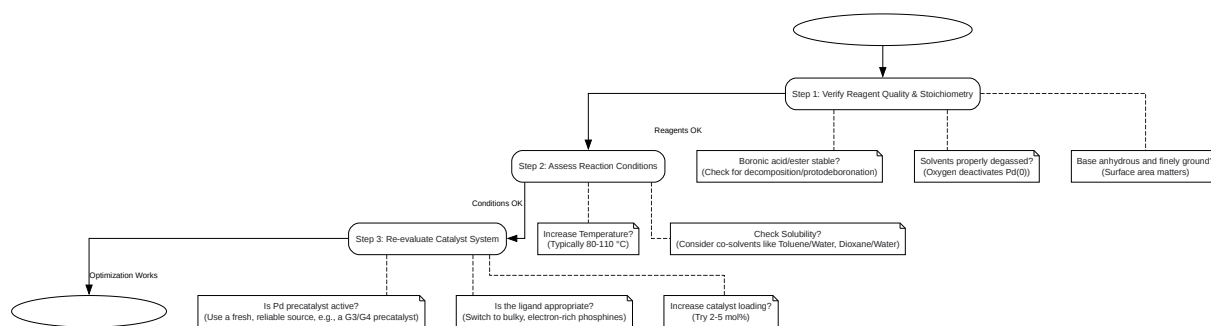 Step 1: Verify Reagent Quality & Stoichiometry
Reagents OK
Step 2: Assess Reaction Conditions
Boronic acid/ester stable?
(Check for decomposition/protodeboronation)
Solvents properly degassed?
(Oxygen deactivates Pd(0))
Base anhydrous and finely ground?
(Surface area matters)
Conditions OK
Step 3: Re-evaluate Catalyst System
Increase Temperature?
(Typically 80-110 °C)
Check Solubility?
(Consider co-solvents like Toluene/Water, Dioxane/Water)
Optimization Works
Is Pd precatalyst active?
(Use a fresh, reliable source, e.g., a G3/G4 precatalyst)
Is the ligand appropriate?
(Switch to bulky, electron-rich phosphines)
Increase catalyst loading?
(Try 2-5 mol%)